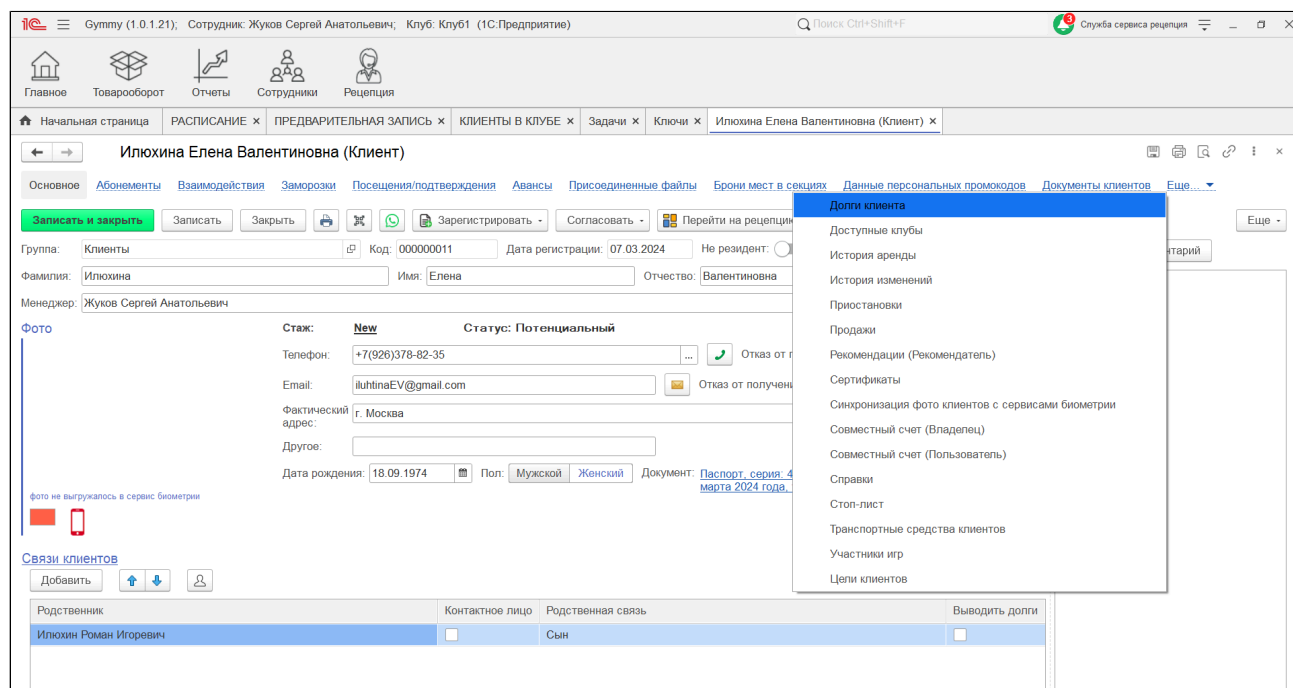 Gymmy (1.0.1.21); Сотрудник: Жуков Сергей Анатольевич; Клуб: Клуб1 (1С:Предприятие) Поиск Ctrl+Shift+F 3 Служба сервиса рецепция
Главное Товарооборот Отчеты Сотрудники Рецепция
Начальная страница РАСПИСАНИЕ × ПРЕДВАРИТЕЛЬНАЯ ЗАПИСЬ × КЛИЕНТЫ В КЛУБЕ × Задачи × Ключи × Илюхина Елена Валентиновна (Клиент) ×
Илюхина Елена Валентиновна (Клиент)
Основное Абонементы Взаимодействия Заморозки Посещения/подтверждения Авансы Присоединенные файлы Брони мест в секциях Данные персональных промокодов Документы клиентов Еще...
Записать и закрыть Записать Закрыть Зарегистрировать Согласовать Перейти на рецепцию Еще
Группа: Клиенты Код: 000000011 Дата регистрации: 07.03.2024 Не резидент: нтарий
Фамилия: Илюхина Имя: Елена Отчество: Валентиновна
Менеджер: Жуков Сергей Анатольевич
Фото Стаж: New Статус: Потенциальный
Телефон: +7(926)378-82-35 ... Отказ от г
Email: iluhtinaEV@gmail.com Отказ от получени
Фактический адрес: г. Москва
Другое:
Дата рождения: 18.09.1974 Пол: Мужской Женский Документ: Паспорт, серия: 4
марта 2024 года,
фото не выгружалось в сервис биометрии
Связи клиентов
Добавить
Родственник Контактное лицо Родственная связь Выводить долги
Илюхин Роман Игоревич Сын
Долги клиента
Доступные клубы
История аренды
История изменений
Приостановки
Продажи
Рекомендации (Рекомендатель)
Сертификаты
Синхронизация фото клиентов с сервисами биометрии
Совместный счет (Владелец)
Совместный счет (Пользователь)
Справки
Стоп-лист
Транспортные средства клиентов
Участники игр
Цели клиентов